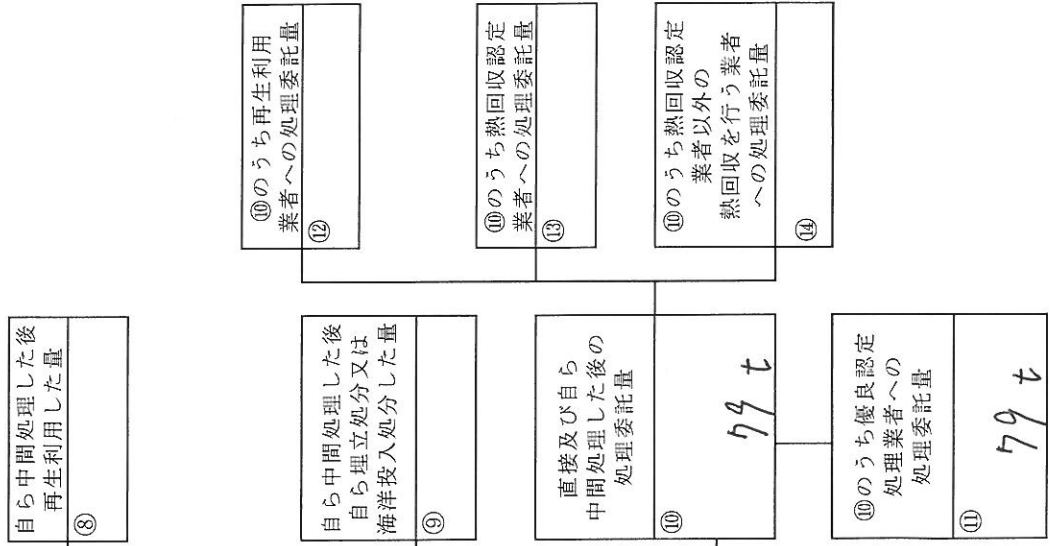 自ら中間処理した後
再生利用した量
⑧
自ら中間処理した後
自ら埋立処分又は
海洋投入処分した量
⑨
直接及び自ら
中間処理した後の
処理委託量
⑩
79 t
⑩のうち優良認定
処理業者への
処理委託量
⑪
79 t
⑩のうち再生利用
業者への処理委託量
⑫
⑩のうち熱回収認定
業者への処理委託量
⑬
⑩のうち熱回収認定
業者以外の
熱回収を行う業者
への処理委託量
⑭